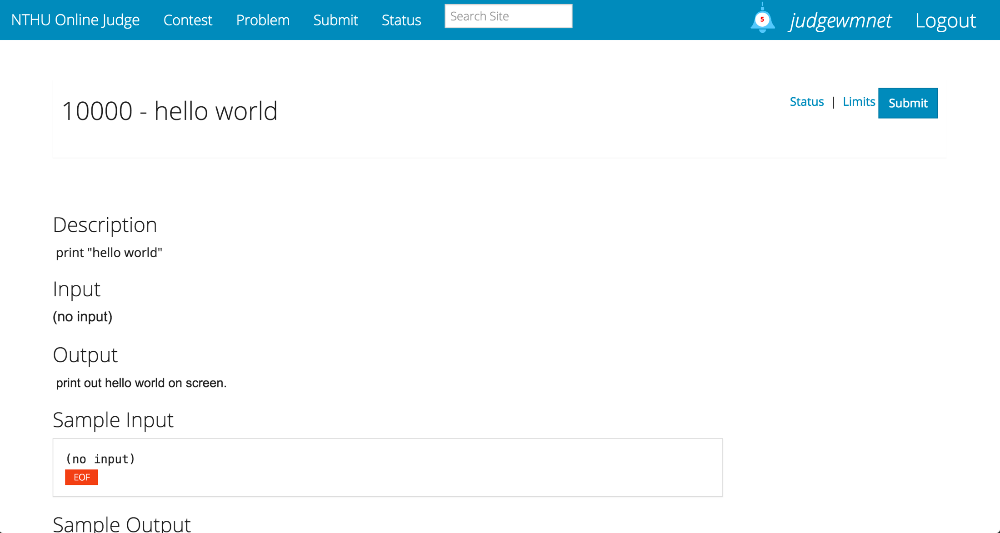 NTHU Online Judge Contest Problem Submit Status Search Site 5 judgewmnet Logout
10000 - hello world Status | Limits Submit
Description
print "hello world"
Input
(no input)
Output
print out hello world on screen.
Sample Input
(no input)
EOF
Sample Output